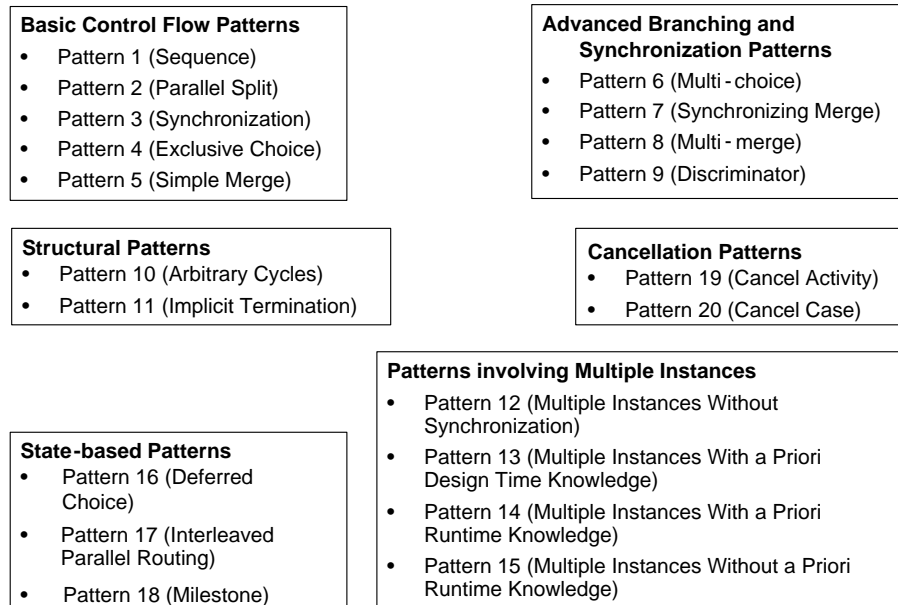 Basic Control Flow Patterns
• Pattern 1 (Sequence)
• Pattern 2 (Parallel Split)
• Pattern 3 (Synchronization)
• Pattern 4 (Exclusive Choice)
• Pattern 5 (Simple Merge)
Advanced Branching and
Synchronization Patterns
• Pattern 6 (Multi - choice)
• Pattern 7 (Synchronizing Merge)
• Pattern 8 (Multi - merge)
• Pattern 9 (Discriminator)
Structural Patterns
• Pattern 10 (Arbitrary Cycles)
• Pattern 11 (Implicit Termination)
Cancellation Patterns
• Pattern 19 (Cancel Activity)
• Pattern 20 (Cancel Case)
State-based Patterns
• Pattern 16 (Deferred
Choice)
• Pattern 17 (Interleaved
Parallel Routing)
• Pattern 18 (Milestone)
Patterns involving Multiple Instances
• Pattern 12 (Multiple Instances Without
Synchronization)
• Pattern 13 (Multiple Instances With a Priori
Design Time Knowledge)
• Pattern 14 (Multiple Instances With a Priori
Runtime Knowledge)
• Pattern 15 (Multiple Instances Without a Priori
Runtime Knowledge)